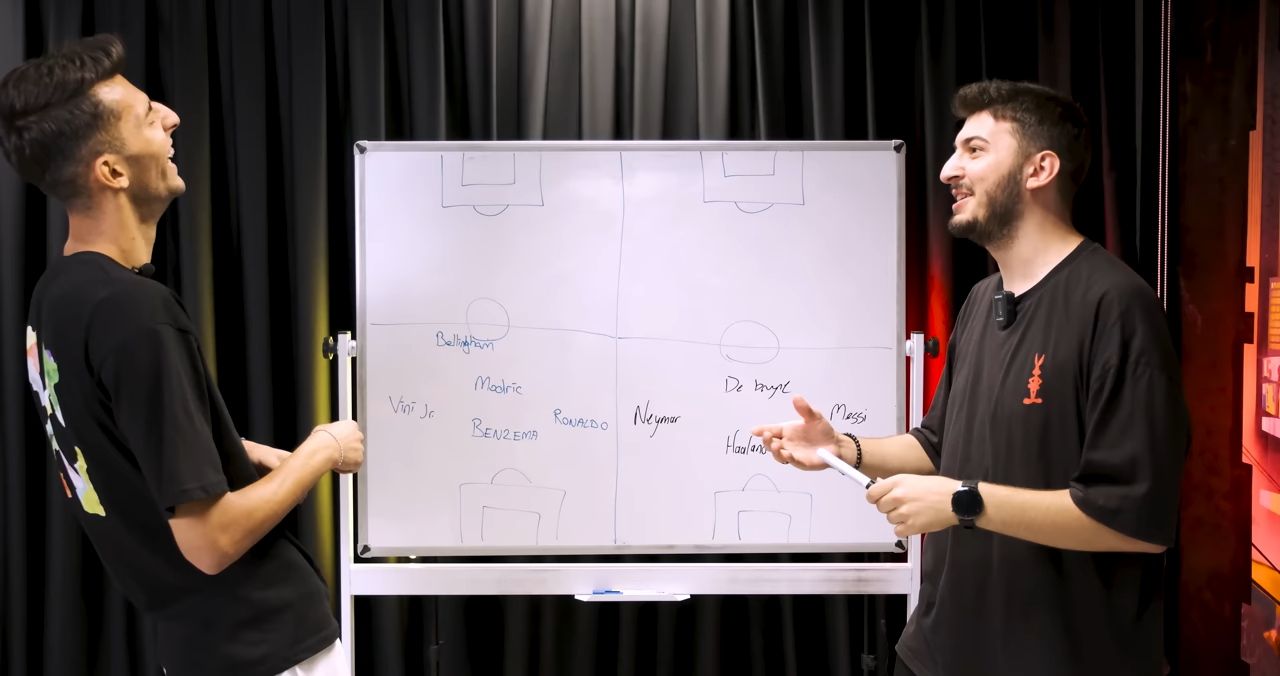 Bellingham
Modric
Vini Jr.
BENZEMA
RONALDO
De bruyne
Neymar
Messi
Haaland